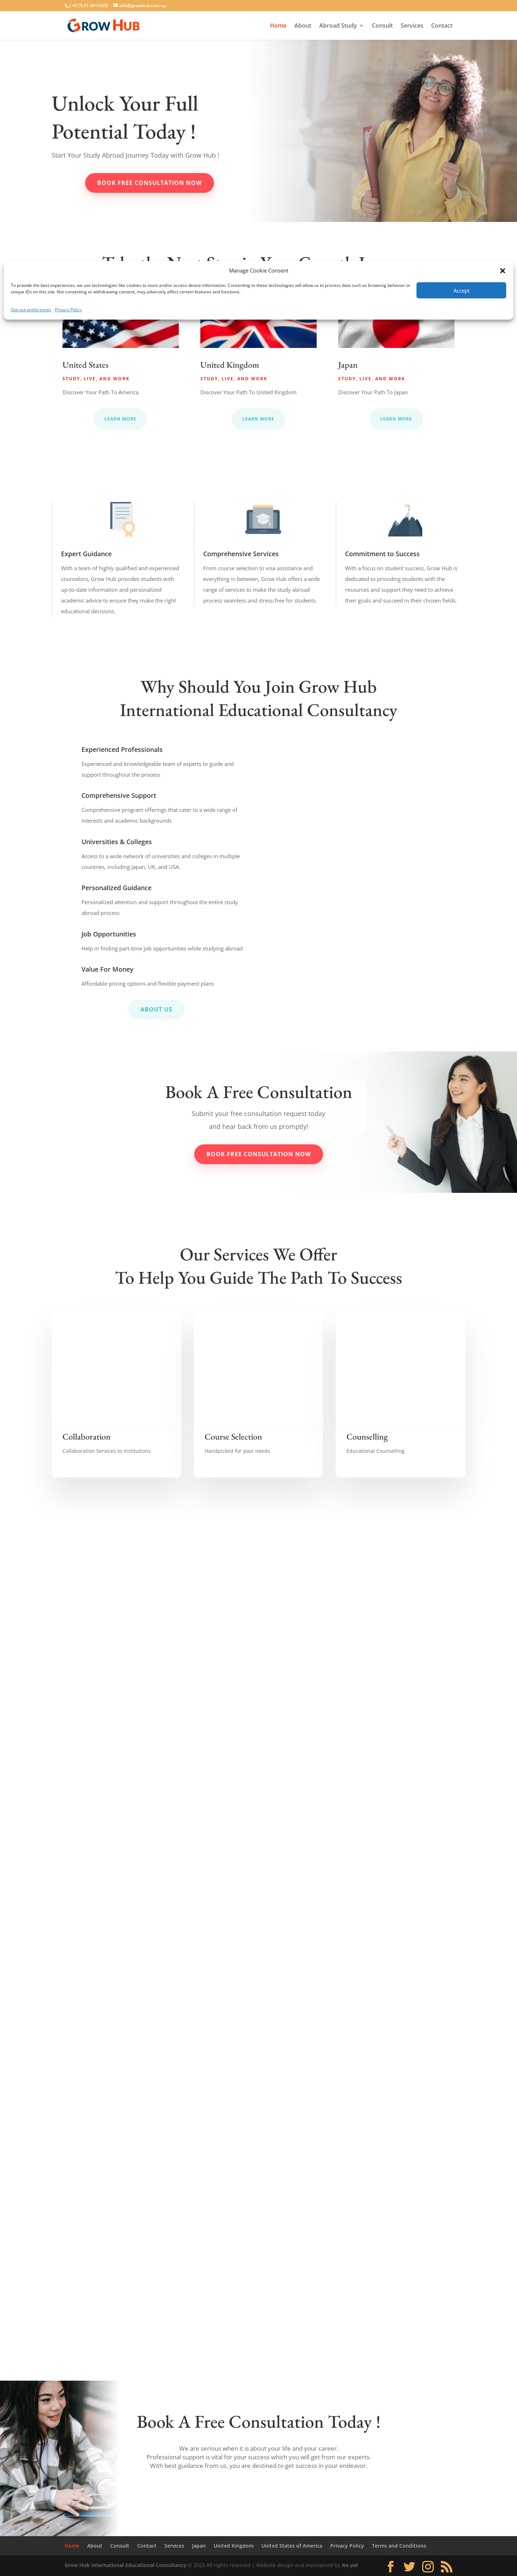 (+977) 01-5918205 info@growhub.com.np
GROW HUB
Home About Abroad Study Consult Services Contact
Unlock Your Full
Potential Today !
Start Your Study Abroad Journey Today with Grow Hub !
BOOK FREE CONSULTATION NOW
Manage Cookie Consent
To provide the best experiences, we use technologies like cookies to store and/or access device information. Consenting to these technologies will allow us to process data such as browsing behavior or
unique IDs on this site. Not consenting or withdrawing consent, may adversely affect certain features and functions.
Accept
Opt-out preferences Privacy Policy
United States
STUDY, LIVE, AND WORK
Discover Your Path To America
LEARN MORE
United Kingdom
STUDY, LIVE, AND WORK
Discover Your Path To United Kingdom
LEARN MORE
Japan
STUDY, LIVE, AND WORK
Discover Your Path To Japan
LEARN MORE
Expert Guidance
With a team of highly qualified and experienced
counselors, Grow Hub provides students with
up-to-date information and personalized
academic advice to ensure they make the right
educational decisions.
Comprehensive Services
From course selection to visa assistance and
everything in between, Grow Hub offers a wide
range of services to make the study abroad
process seamless and stress-free for students.
Commitment to Success
With a focus on student success, Grow Hub is
dedicated to providing students with the
resources and support they need to achieve
their goals and succeed in their chosen fields.
Why Should You Join Grow Hub
International Educational Consultancy
Experienced Professionals
Experienced and knowledgeable team of experts to guide and
support throughout the process
Comprehensive Support
Comprehensive program offerings that cater to a wide range of
interests and academic backgrounds
Universities & Colleges
Access to a wide network of universities and colleges in multiple
countries, including Japan, UK, and USA.
Personalized Guidance
Personalized attention and support throughout the entire study
abroad process
Job Opportunities
Help in finding part-time job opportunities while studying abroad
Value For Money
Affordable pricing options and flexible payment plans
ABOUT US
Book A Free Consultation
Submit your free consultation request today
and hear back from us promptly!
BOOK FREE CONSULTATION NOW
Our Services We Offer
To Help You Guide The Path To Success
Collaboration
Collaboration Services to Institutions
Course Selection
Handpicked for your needs
Counselling
Educational Counselling
Book A Free Consultation Today !
We are serious when it is about your life and your career.
Professional support is vital for your success which you will get from our experts.
With best guidance from us, you are destined to get success in your endeavor.
Home About Consult Contact Services Japan United Kingdom United States of America Privacy Policy Terms and Conditions
Grow Hub International Educational Consultancy © 2023 All rights reserved | Website design and maintained by Ne-pal